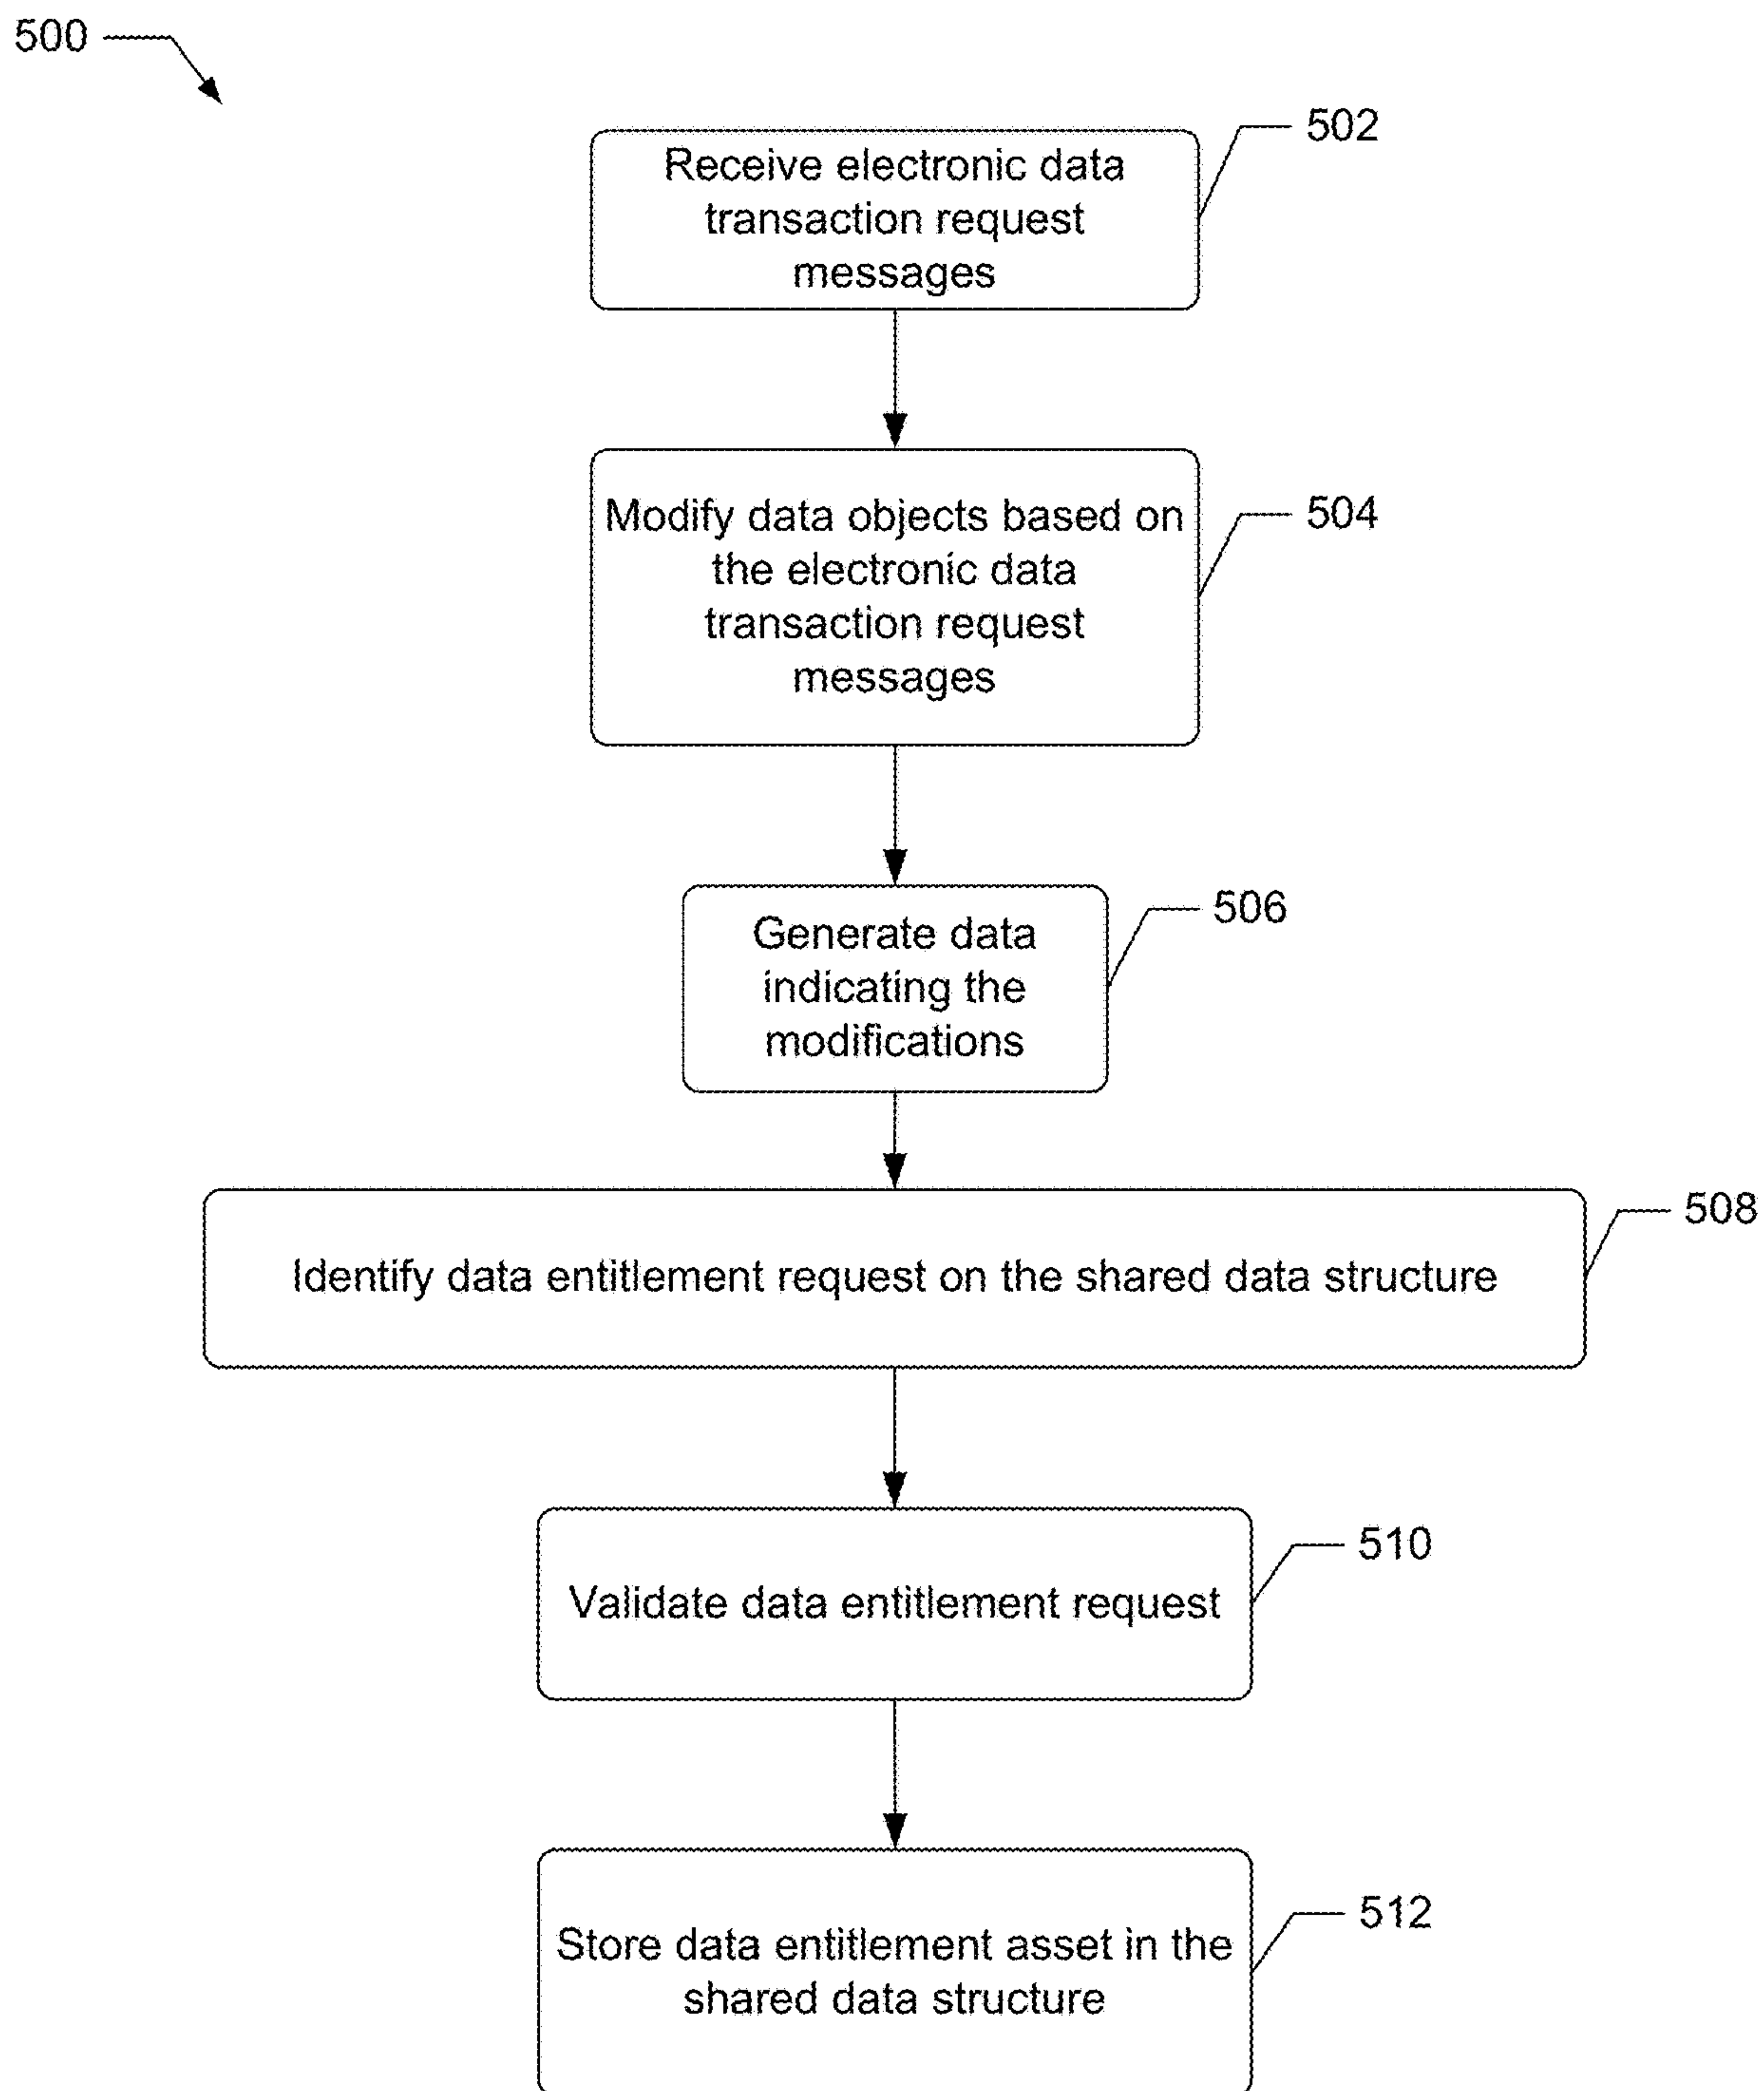 500
502
Receive electronic data
transaction request
messages
504
Modify data objects based on
the electronic data
transaction request
messages
506
Generate data
indicating the
modifications
508
Identify data entitlement request on the shared data structure
510
Validate data entitlement request
512
Store data entitlement asset in the
shared data structure